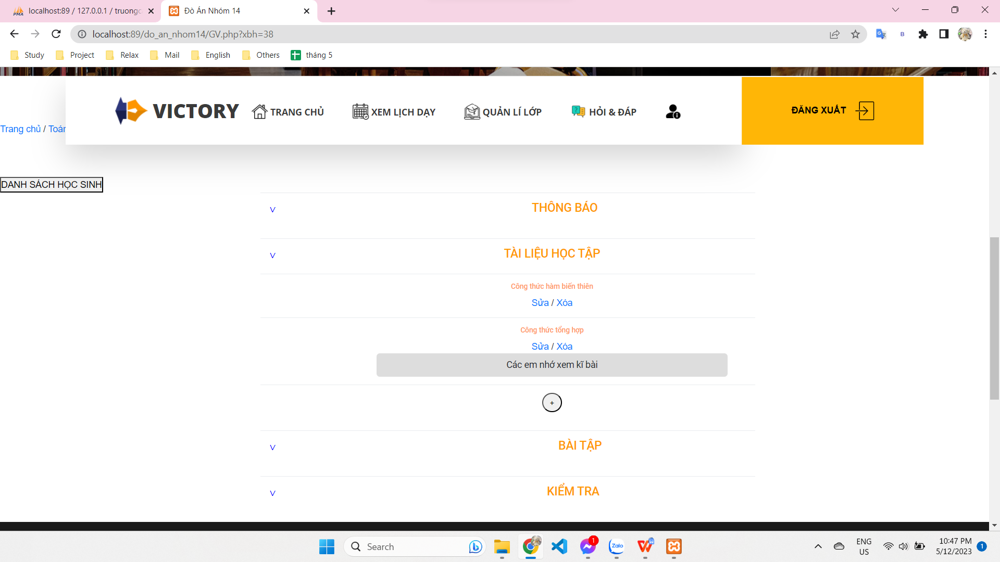 localhost:89 / 127.0.0.1 / truongc
Đồ Án Nhóm 14
localhost:89/do_an_nhom14/GV.php?xbh=38
Study
Project
Relax
Mail
English
Others
tháng 5
VICTORY
TRANG CHỦ
XEM LỊCH DẠY
QUẢN LÍ LỚP
HỎI & ĐÁP
ĐĂNG XUẤT
Trang chủ / Toán
DANH SÁCH HỌC SINH
V THÔNG BÁO
V TÀI LIỆU HỌC TẬP
Công thức hàm biến thiên
Sửa / Xóa
Công thức tổng hợp
Sửa / Xóa
Các em nhớ xem kĩ bài
+
V BÀI TẬP
V KIỂM TRA
Search
Zalo
1
ENG
US
10:47 PM
5/12/2023
1